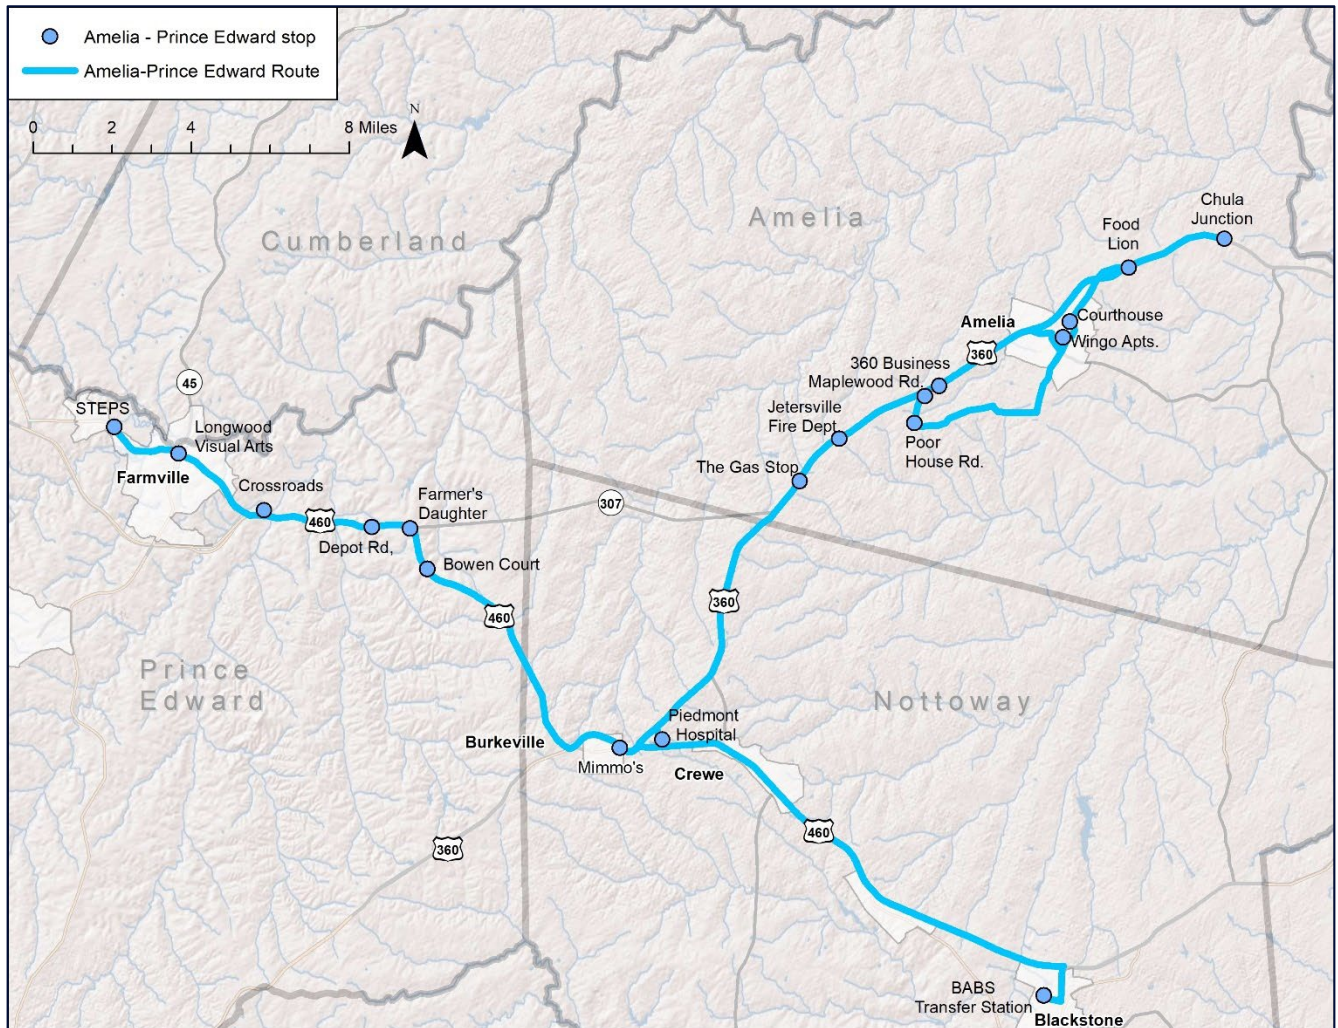 Amelia - Prince Edward stop
Amelia-Prince Edward Route
0 2 4 8 Miles
N
Cumberland
Amelia
Chula
Junction
Food
Lion
Courthouse
Wingo Apts.
Amelia
360
360 Business
Maplewood Rd.
Jetersville
Fire Dept.
Poor
House Rd.
The Gas Stop
45
STEPS
Longwood
Visual Arts
Farmville
Crossroads
460
Depot Rd,
Farmer's
Daughter
307
Bowen Court
460
360
Prince
Edward
Nottoway
Piedmont
Hospital
Burkeville
Mimmo's
Crewe
460
360
BABS
Transfer Station
Blackstone